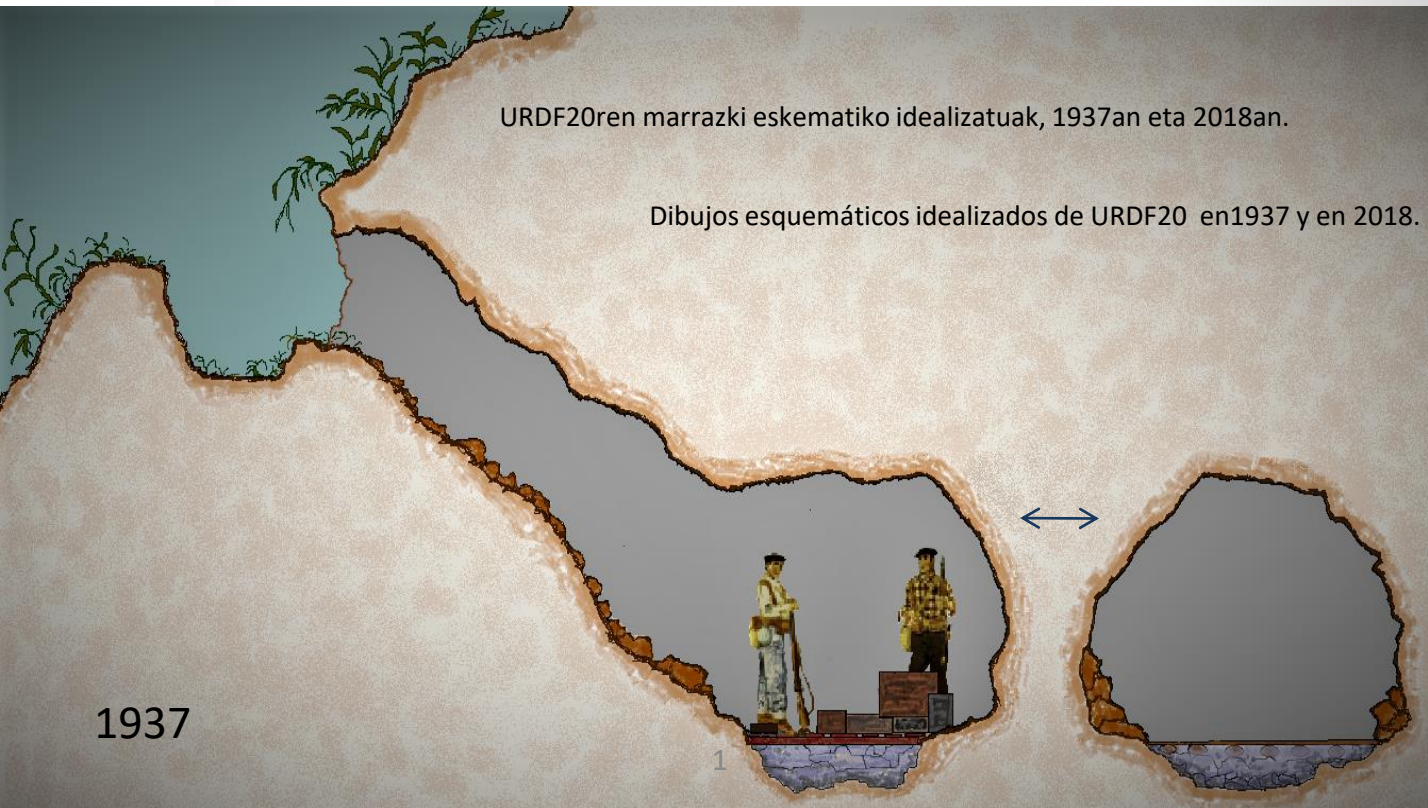 URDF20ren marrazki eskematiko idealizatuak, 1937an eta 2018an.
Dibujos esquemáticos idealizados de URDF20  en1937 y en 2018.
1937
1